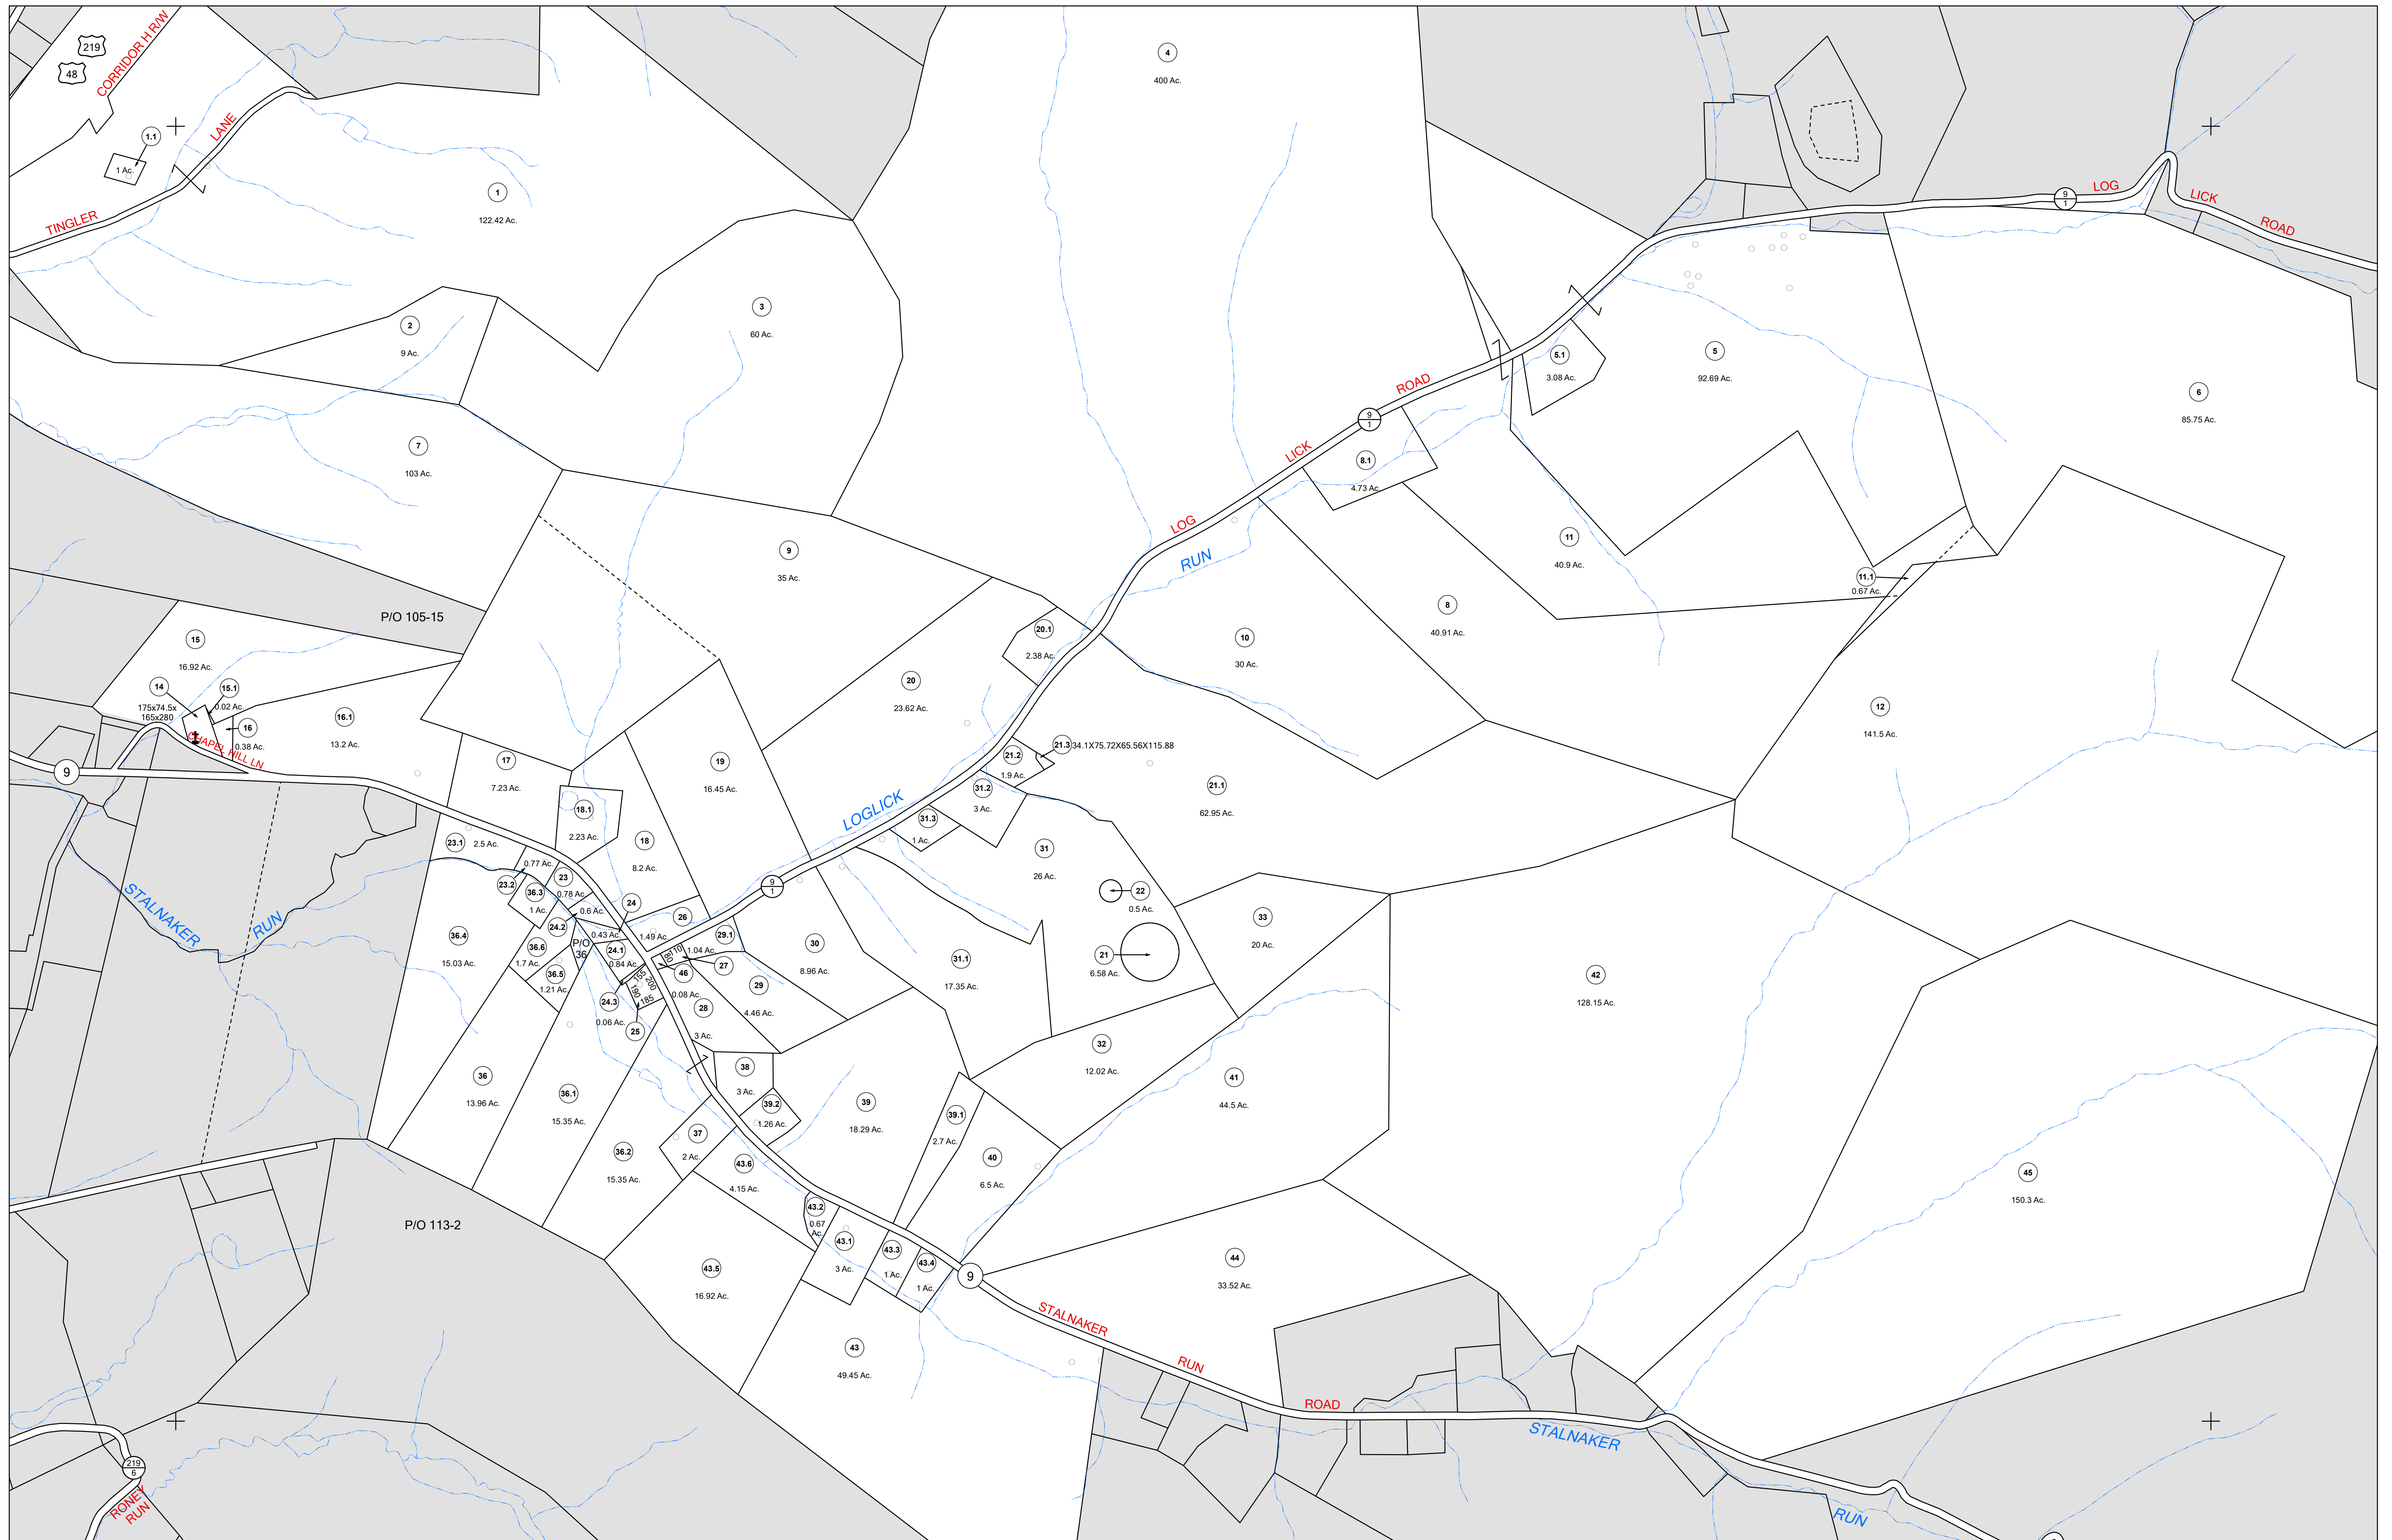 219
48
CORRIDOR H R/W
1.1
1 Ac.
LANE
TINGLER
1
122.42 Ac.
4
400 Ac.
9
1
LOG
LICK
ROAD
2
9 Ac.
3
60 Ac.
5.1
3.08 Ac.
5
92.69 Ac.
6
85.75 Ac.
ROAD
9
1
LICK
LOG
8.1
4.73 Ac.
7
103 Ac.
9
35 Ac.
RUN
11
40.9 Ac.
11.1
0.67 Ac.
8
40.91 Ac.
10
30 Ac.
P/O 105-15
15
16.92 Ac.
14
175x74.5x
165x280
15.1
0.02 Ac.
16
0.38 Ac.
16.1
13.2 Ac.
CHAPEL HILL LN
9
20.1
2.38 Ac.
20
23.62 Ac.
12
141.5 Ac.
17
7.23 Ac.
19
16.45 Ac.
21.2
1.9 Ac.
21.3
34.1X75.72X65.56X115.88
21.1
62.95 Ac.
18.1
2.23 Ac.
31.2
3 Ac.
31.3
1 Ac.
LOGLICK
18
8.2 Ac.
23.1
2.5 Ac.
0.77 Ac.
23.2
23
0.78 Ac.
36.3
1 Ac.
31
26 Ac.
22
0.5 Ac.
9
1
24
0.6 Ac.
24.2
0.43 Ac.
26
1.49 Ac.
STALNAKER
RUN
36.4
15.03 Ac.
36.6
1.7 Ac.
P/O
36
24.1
0.84 Ac.
110
80
1.04 Ac.
29.1
27
30
8.96 Ac.
33
20 Ac.
36.5
1.21 Ac.
155
200
190
185
46
0.08 Ac.
29
4.46 Ac.
31.1
17.35 Ac.
21
6.58 Ac.
42
128.15 Ac.
24.3
0.06 Ac.
25
28
3 Ac.
32
12.02 Ac.
36
13.96 Ac.
36.1
15.35 Ac.
38
3 Ac.
39.2
1.26 Ac.
39
18.29 Ac.
41
44.5 Ac.
39.1
2.7 Ac.
36.2
15.35 Ac.
37
2 Ac.
40
6.5 Ac.
43.6
4.15 Ac.
45
150.3 Ac.
P/O 113-2
43.2
0.67
Ac.
43.1
3 Ac.
43.3
1 Ac.
43.4
1 Ac.
9
44
33.52 Ac.
43.5
16.92 Ac.
43
49.45 Ac.
STALNAKER
RUN
ROAD
STALNAKER
RUN
219
6
RONEY
RUN